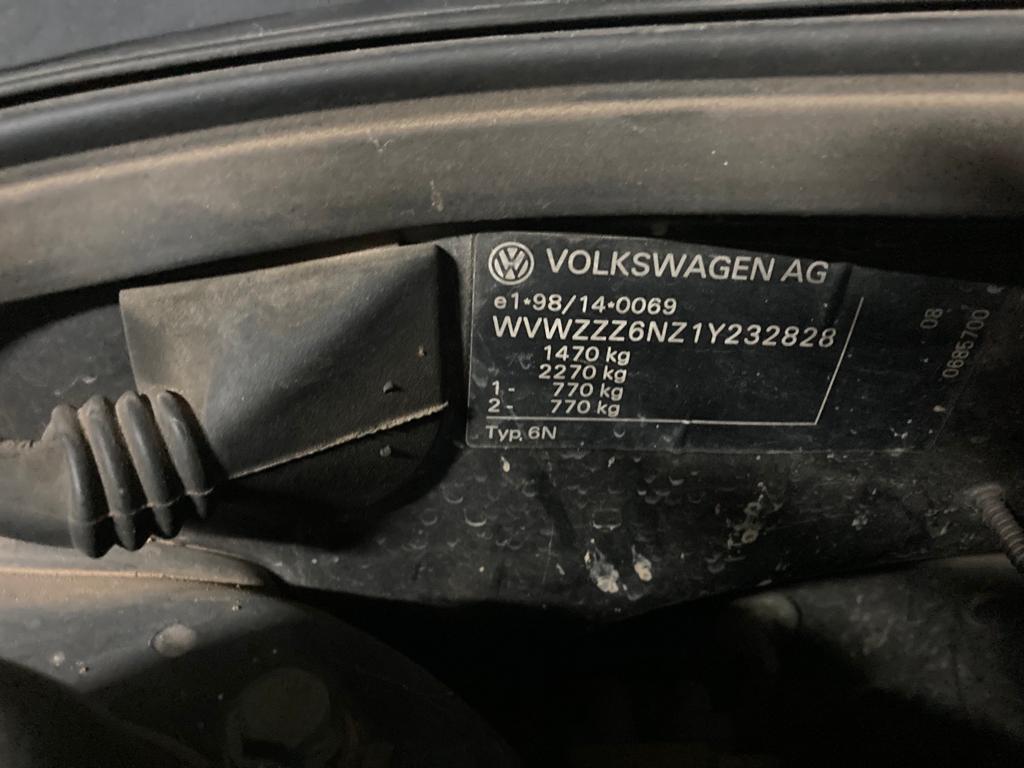 VOLKSWAGEN AG
e1*98/14*0069
WVWZZZ6NZ1Y232828
1470 kg
2270 kg
1- 770 kg
2- 770 kg
Typ. 6N
08
0885700